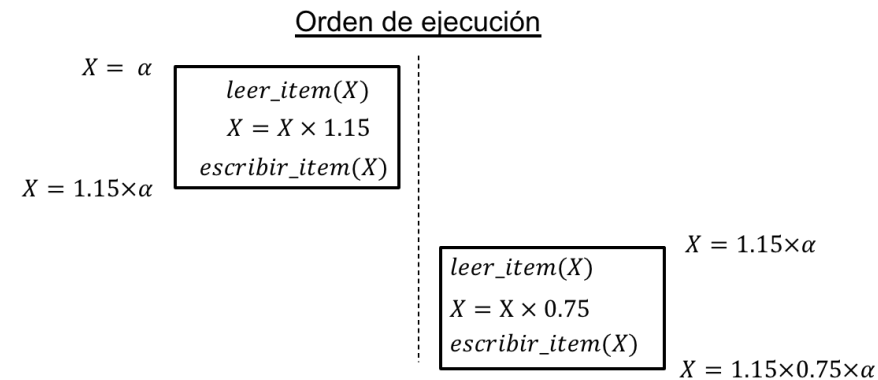 Orden de ejecución
X = α
leer_item(X)
X = X × 1.15
escribir_item(X)
X = 1.15×α
X = 1.15×α
leer_item(X)
X = X × 0.75
escribir_item(X)
X = 1.15×0.75×α